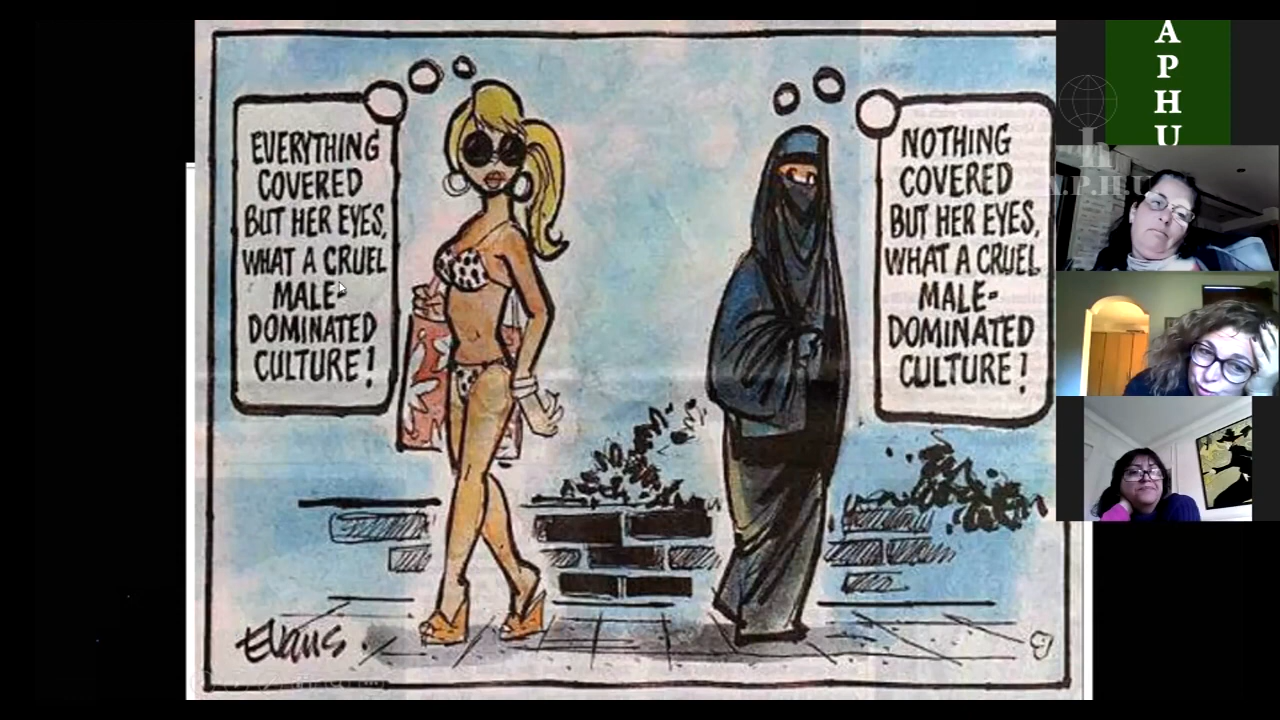 EVERYTHING
COVERED
BUT HER EYES,
WHAT A CRUEL
MALE-
DOMINATED
CULTURE!
NOTHING
COVERED
BUT HER EYES,
WHAT A CRUEL
MALE-
DOMINATED
CULTURE!
Evans
A
P
H
U
A.P.H.U